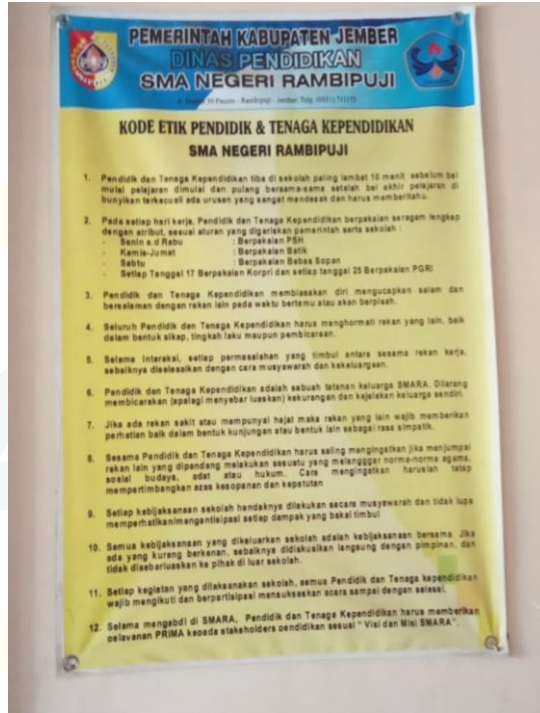 PEMERINTAH KABUPATEN JEMBER
DINAS PENDIDIKAN
SMA NEGERI RAMBIPUJI
KODE ETIK PENDIDIK & TENAGA KEPENDIDIKAN
SMA NEGERI RAMBIPUJI
1. Pendidik dan Tenaga Kependidikan tiba di sekolah paling lambat 10 menit sebelum bel
mulai pelajaran dimulai dan pulang bersama-sama setelah bel akhir pelajaran di
bunyikan terkecuali ada urusan yang sangat mendesak dan harus memberitahu.
2. Pada setiap hari kerja, Pendidik dan Tenaga Kependidikan berpakaian seragam lengkap
dengan atribut, sesuai aturan yang digariskan pemerintah serta sekolah :
- Senin s.d Rabu : Berpakaian PSH
- Kamis-Jumat : Berpakaian Batik
- Sabtu : Berpakaian Bebas Sopan
- Setiap Tanggal 17 Berpakaian Korpri dan setiap tanggal 25 Berpakaian PGRI
3. Pendidik dan Tenaga Kependidikan membiasakan diri mengucapkan salam dan
bersalaman dengan rekan lain pada waktu bertemu atau akan berpisah.
4. Seluruh Pendidik dan Tenaga Kependidikan harus menghormati rekan yang lain, baik
dalam bentuk sikap, tingkah laku maupun pembicaraan.
5. Selama Interaksi, setiap permasalahan yang timbul antara sesama rekan kerja,
sebaiknya diselesaikan dengan cara musyawarah dan kekeluargaan.
6. Pendidik dan Tenaga Kependidikan adalah sebuah tatanan keluarga SMARA. Dilarang
membicarakan (apalagi menyebar luaskan) kekurangan dan kejelekan keluarga sendiri.
7. Jika ada rekan sakit atau mempunyai hajat maka rekan yang lain wajib memberikan
perhatian baik dalam bentuk kunjungan atau bentuk lain sebagai rasa simpatik.
8. Sesama Pendidik dan Tenaga Kependidikan harus saling mengingatkan jika menjumpai
rekan lain yang dipandang melakukan sesuatu yang melanggar norma-norma agama,
sosial budaya, adat atau hukum. Cara mengingatkan haruslah tetap
mempertimbangkan azas kesopanan dan kepatutan
9. Setiap kebijaksanaan sekolah hendaknya dilakukan secara musyawarah dan tidak lupa
memperhatikanimengantisipasi setiap dampak yang bakal timbul
10. Semua kebijaksanaan yang dikeluarkan sekolah adalah kebijaksanaan bersama. Jika
ada yang kurang berkenan, sebaiknya didiskusikan langsung dengan pimpinan, dan
tidak disebarluaskan ke pihak di luar sekolah.
11. Setiap kegiatan yang dilaksanakan sekolah, semua Pendidik dan Tenaga kependidikan
wajib mengikuti dan berpartisipasi mensukseskan acara sampai dengan selesai.
12. Selama mengabdi di SMARA, Pendidik dan Tenaga Kependidikan harus memberikan
pelayanan PRIMA kepada stakeholders pendidikan sesuai " Visi dan Misi SMARA".